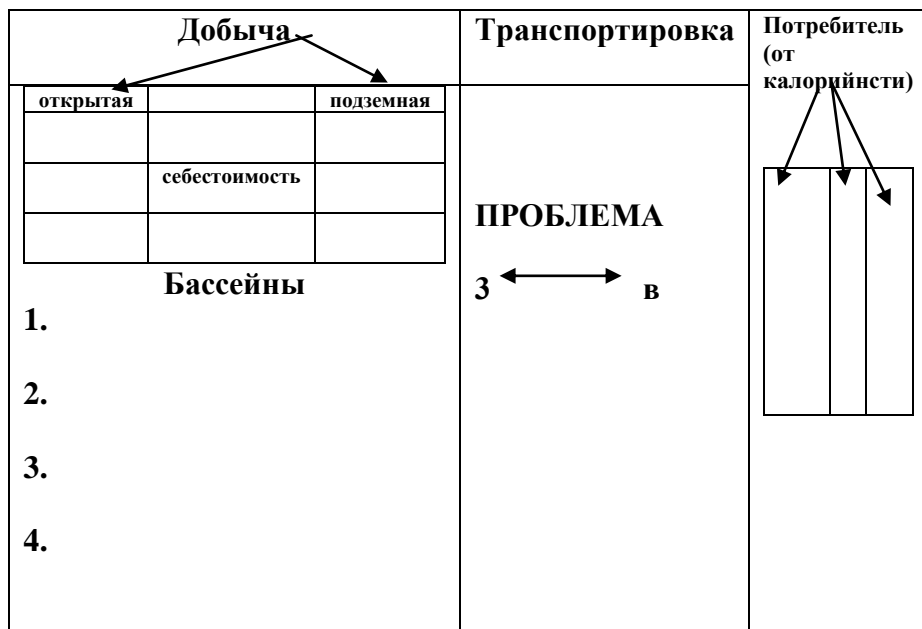 Добыча
Транспортировка
Потребитель
(от
калорийнсти)
открытая
подземная
себестоимость
Бассейны
1.
2.
3.
4.
ПРОБЛЕМА
З в